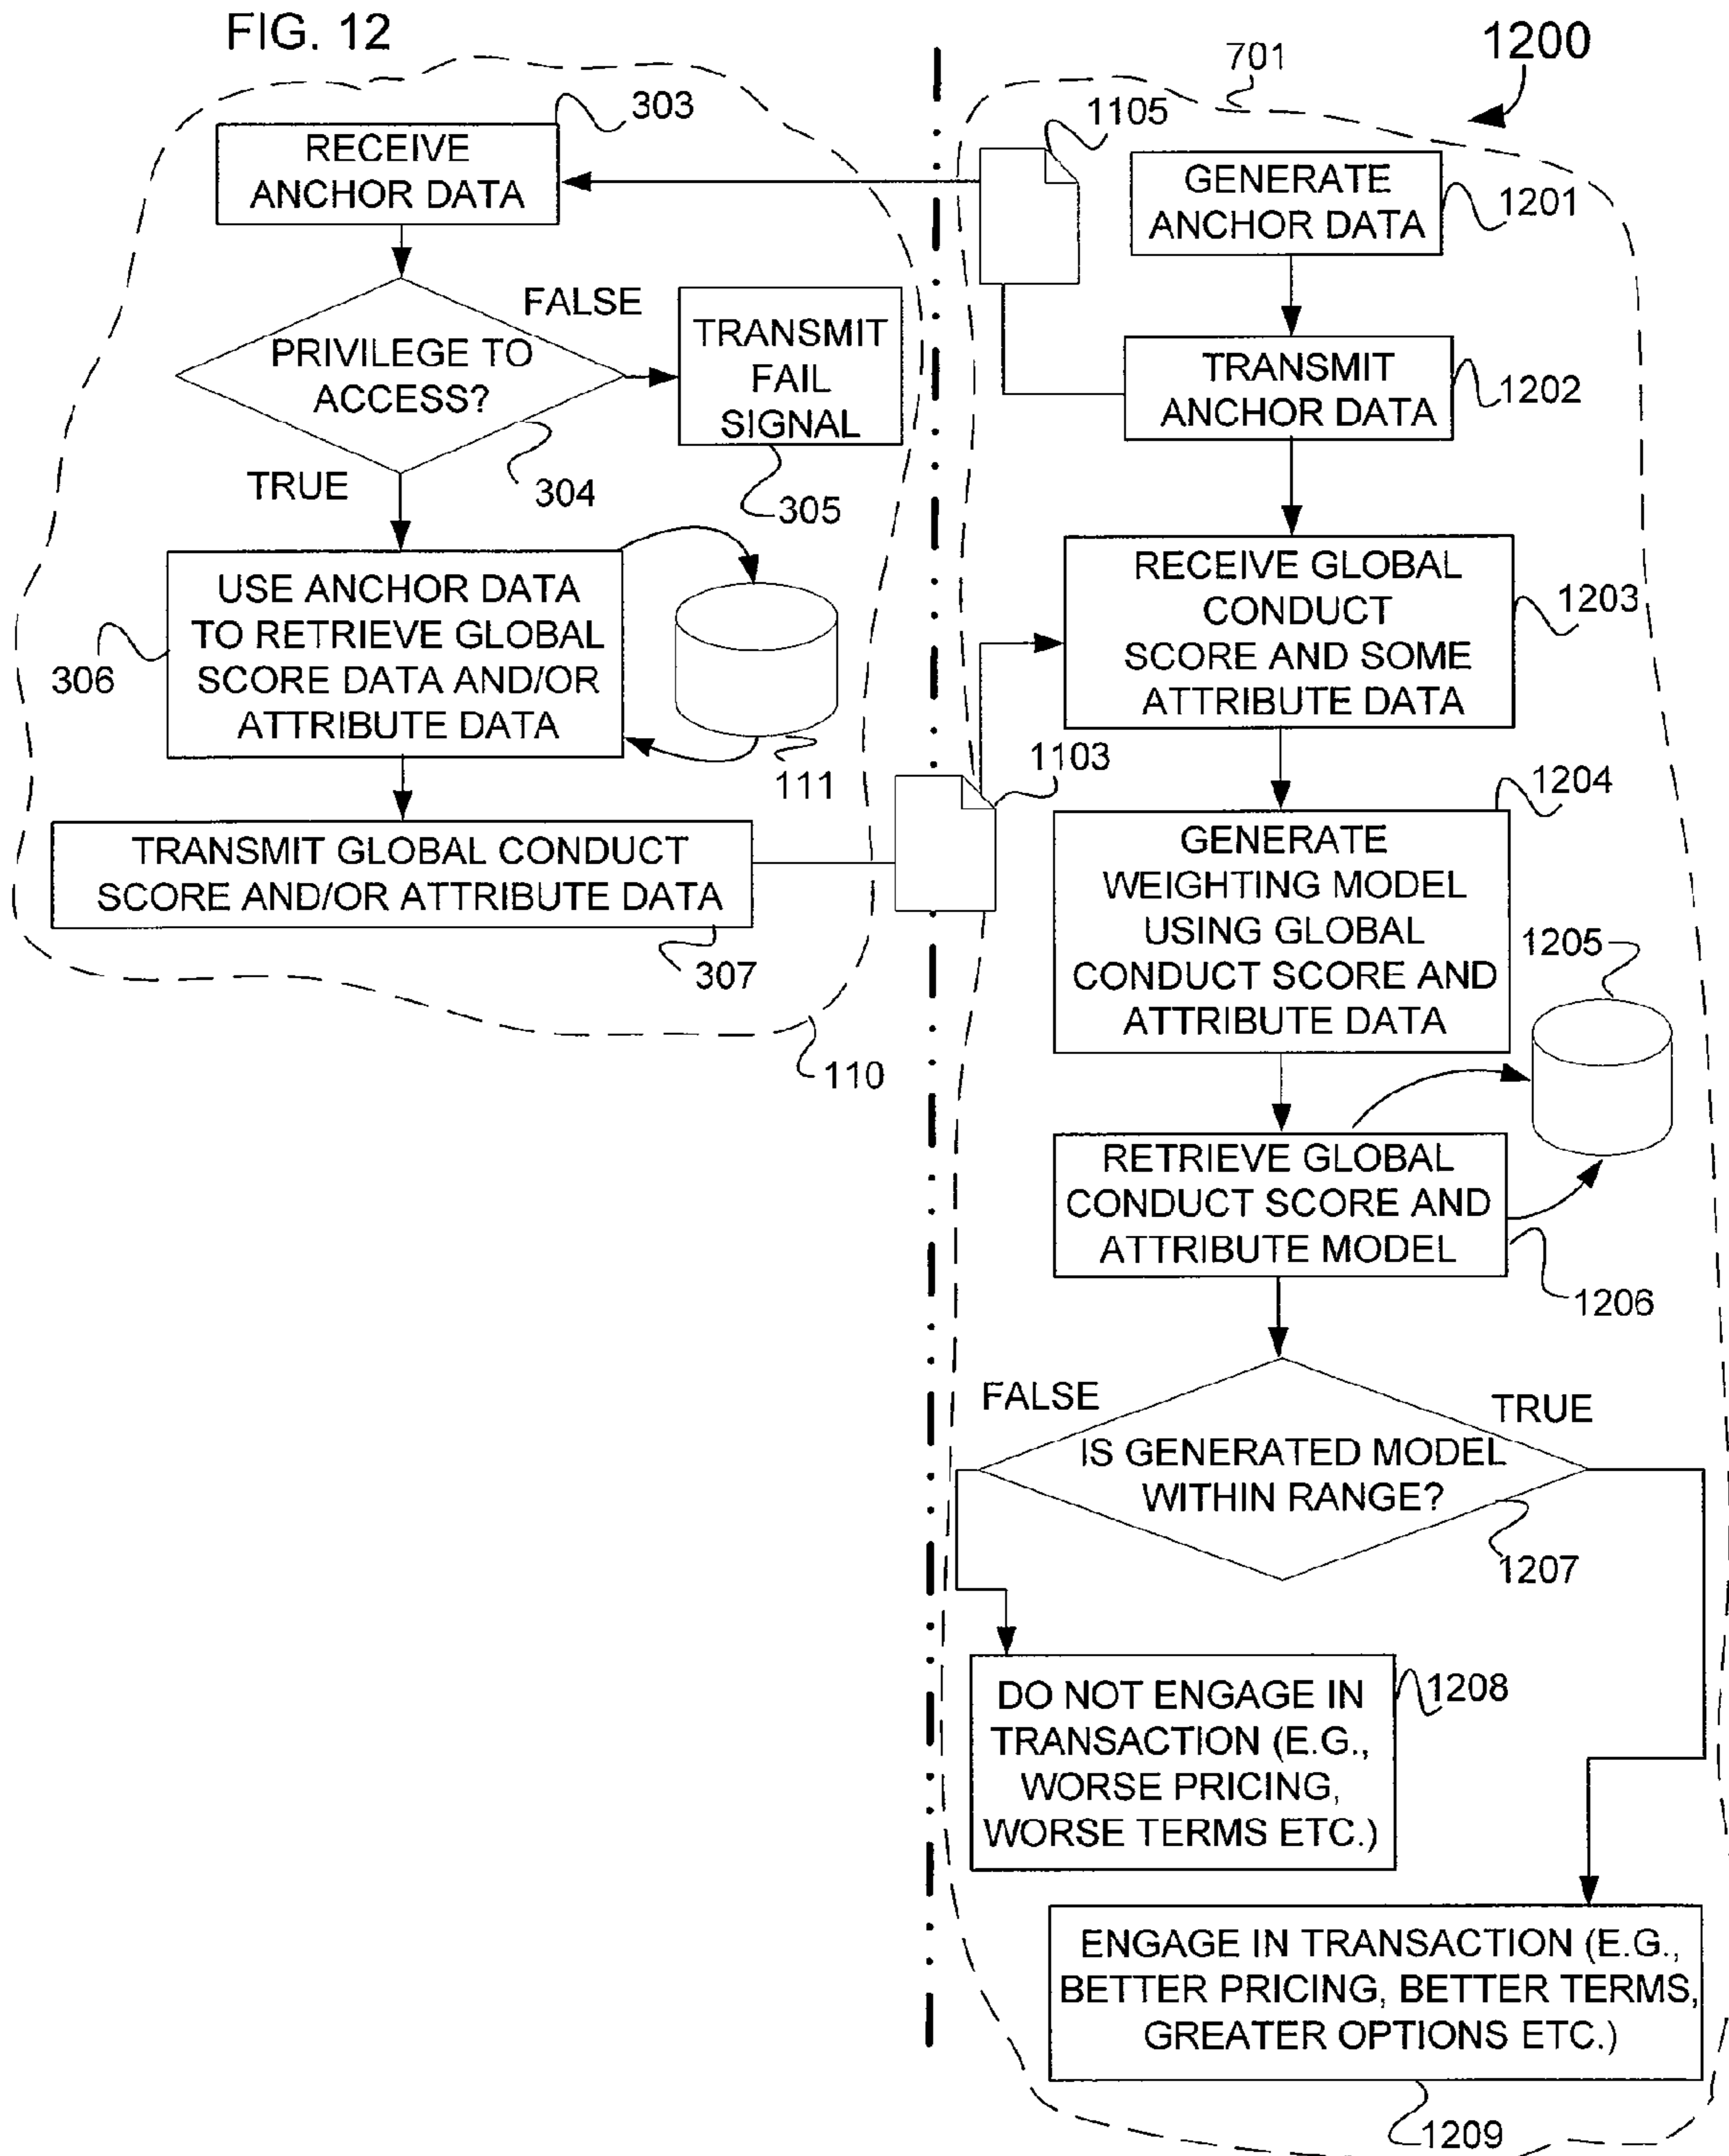 FIG. 12
1200
701
303
1105
RECEIVE
ANCHOR DATA
GENERATE
ANCHOR DATA
1201
FALSE
PRIVILEGE TO
ACCESS?
TRANSMIT
FAIL
SIGNAL
TRANSMIT
ANCHOR DATA
1202
TRUE
304
305
USE ANCHOR DATA
TO RETRIEVE GLOBAL
SCORE DATA AND/OR
ATTRIBUTE DATA
306
111
RECEIVE GLOBAL
CONDUCT
SCORE AND SOME
ATTRIBUTE DATA
1203
1103
TRANSMIT GLOBAL CONDUCT
SCORE AND/OR ATTRIBUTE DATA
307
110
1204
GENERATE
WEIGHTING MODEL
USING GLOBAL
CONDUCT SCORE AND
ATTRIBUTE DATA
1205
RETRIEVE GLOBAL
CONDUCT SCORE AND
ATTRIBUTE MODEL
1206
FALSE
TRUE
IS GENERATED MODEL
WITHIN RANGE?
1207
DO NOT ENGAGE IN
TRANSACTION (E.G.,
WORSE PRICING,
WORSE TERMS ETC.)
1208
ENGAGE IN TRANSACTION (E.G.,
BETTER PRICING, BETTER TERMS,
GREATER OPTIONS ETC.)
1209